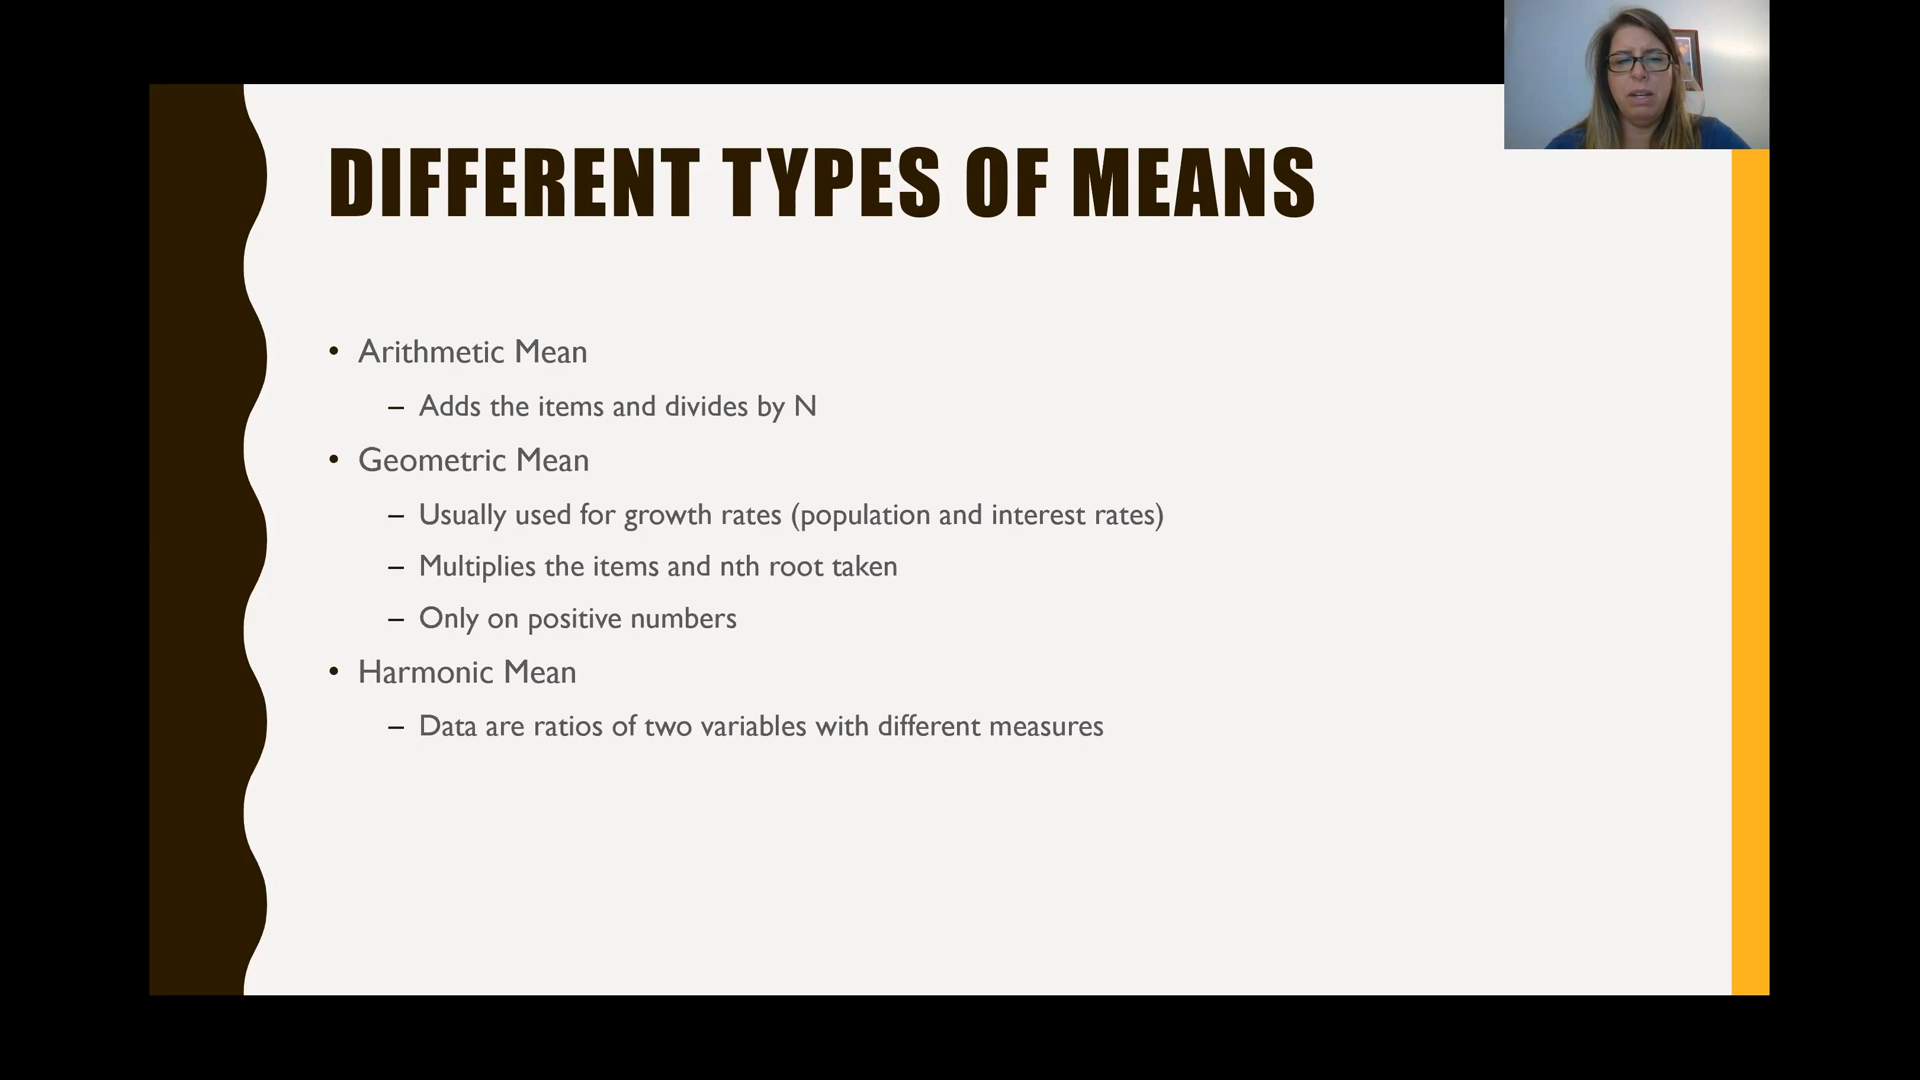 DIFFERENT TYPES OF MEANS
• Arithmetic Mean
– Adds the items and divides by N
• Geometric Mean
– Usually used for growth rates (population and interest rates)
– Multiplies the items and nth root taken
– Only on positive numbers
• Harmonic Mean
– Data are ratios of two variables with different measures